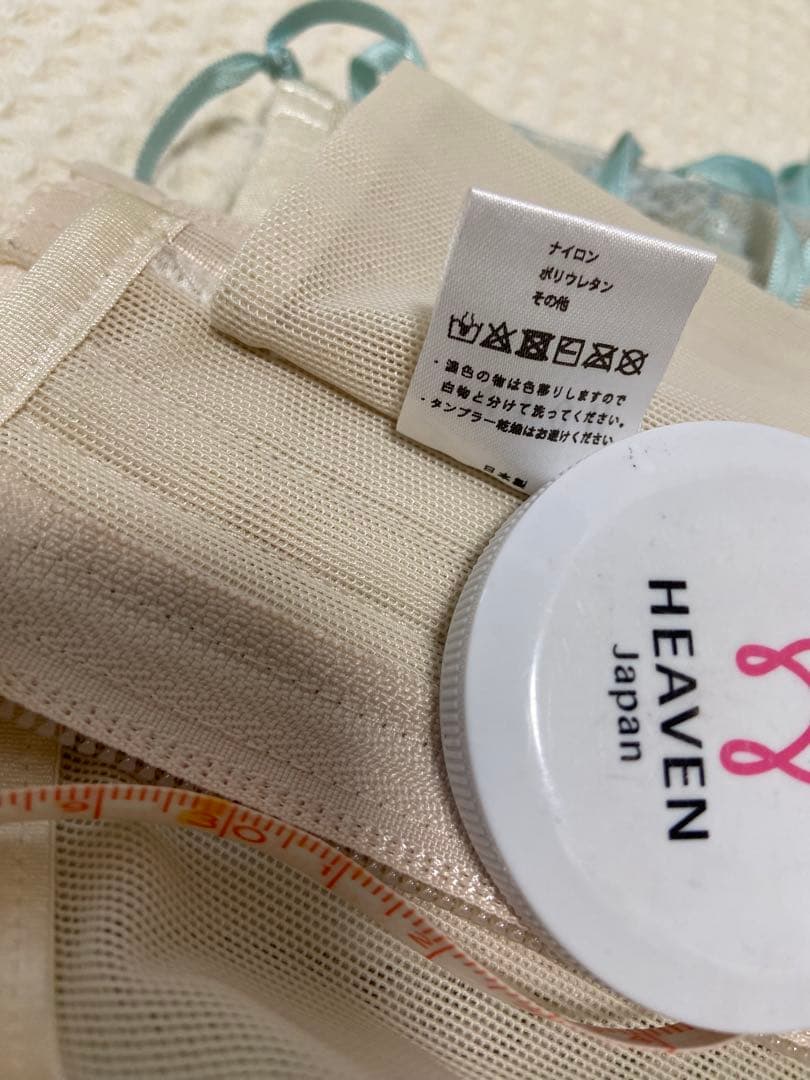 ナイロン
ポリウレタン
その他
・濃色の物は色移りしますので
白物と分けて洗ってください。
・タンブラー乾燥はお避けください
日本製
HEAVEN
Japan